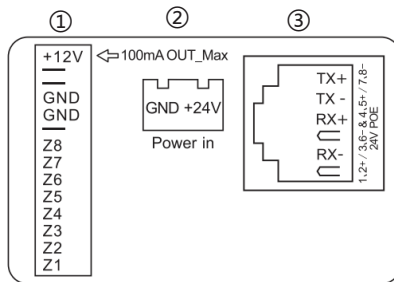 ① ② ③
+12V
100mA OUT_Max
GND
GND
Z8
Z7
Z6
Z5
Z4
Z3
Z2
Z1
GND +24V
Power in
TX+
TX -
RX+
RX-
1.2+ / 3.6- & 4.5+ / 7.8-
24V POE